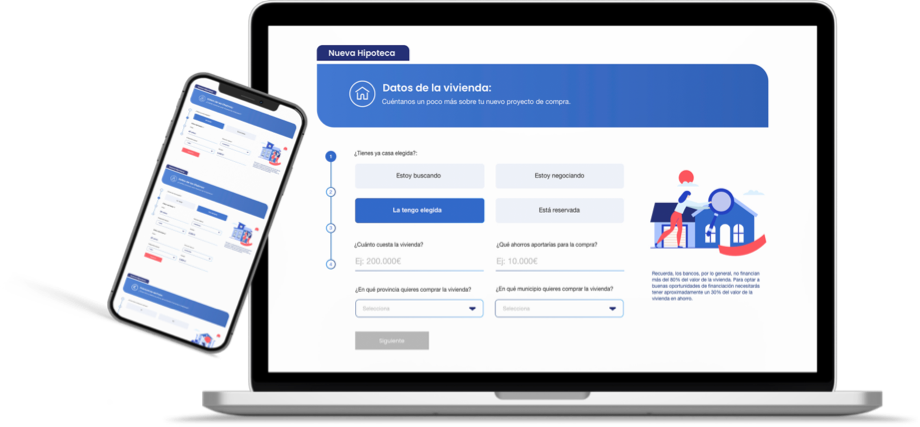 Nueva Hipoteca
Datos de la vivienda:
Cuéntanos un poco más sobre tu nuevo proyecto de compra.
1
¿Tienes ya casa elegida?:
Estoy buscando
Estoy negociando
2
La tengo elegida
Está reservada
3
¿Cuánto cuesta la vivienda?
¿Qué ahorros aportarías para la compra?
4
Ej: 200.000€
Ej: 10.000€
¿En qué provincia quieres comprar la vivienda?
¿En qué municipio quieres comprar la vivienda?
Selecciona
Selecciona
Siguiente
Recuerda, los bancos, por lo general, no financian
más del 80% del valor de la vivienda. Para optar a
buenas oportunidades de financiación necesitarás
tener aproximadamente un 30% del valor de la
vivienda en ahorro.